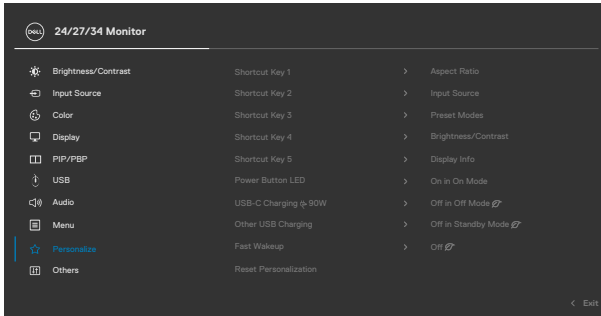 DELL 24/27/34 Monitor
Brightness/Contrast Shortcut Key 1 > Aspect Ratio
Input Source Shortcut Key 2 > Input Source
Color Shortcut Key 3 > Preset Modes
Display Shortcut Key 4 > Brightness/Contrast
PIP/PBP Shortcut Key 5 > Display Info
USB Power Button LED > On in On Mode
Audio USB-C Charging 90W > Off in Off Mode
Menu Other USB Charging > Off in Standby Mode
Personalize Fast Wakeup > Off
Others Reset Personalization
< Exit